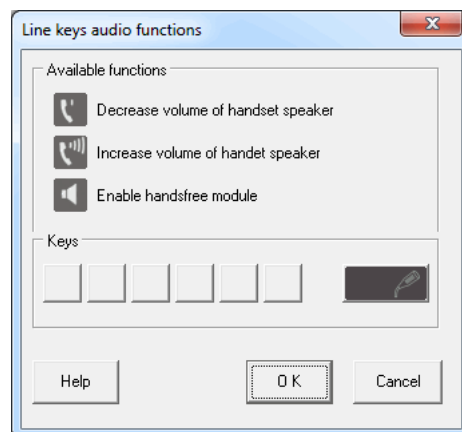 Line keys audio functions
Available functions
Decrease volume of handset speaker
Increase volume of handet speaker
Enable handsfree module
Keys
Help
O K
Cancel